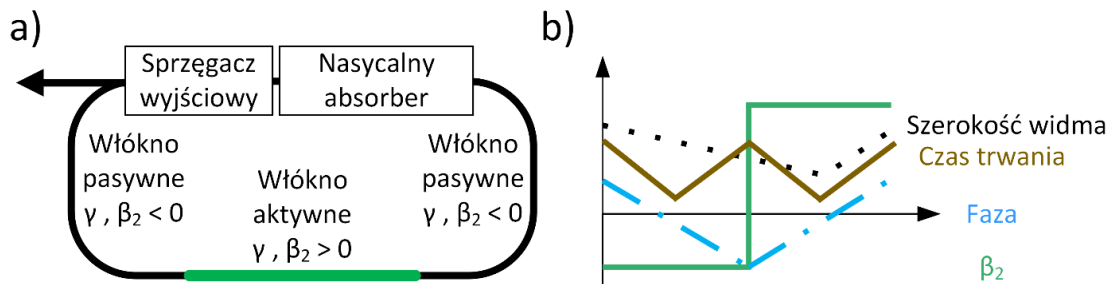 a)
Sprzęgacz
wyjściowy
Nasycalny
absorber
Włókno
pasywne
γ , β₂ < 0
Włókno
aktywne
γ , β₂ > 0
Włókno
pasywne
γ , β₂ < 0
b)
Szerokość widma
Czas trwania
Faza
β₂